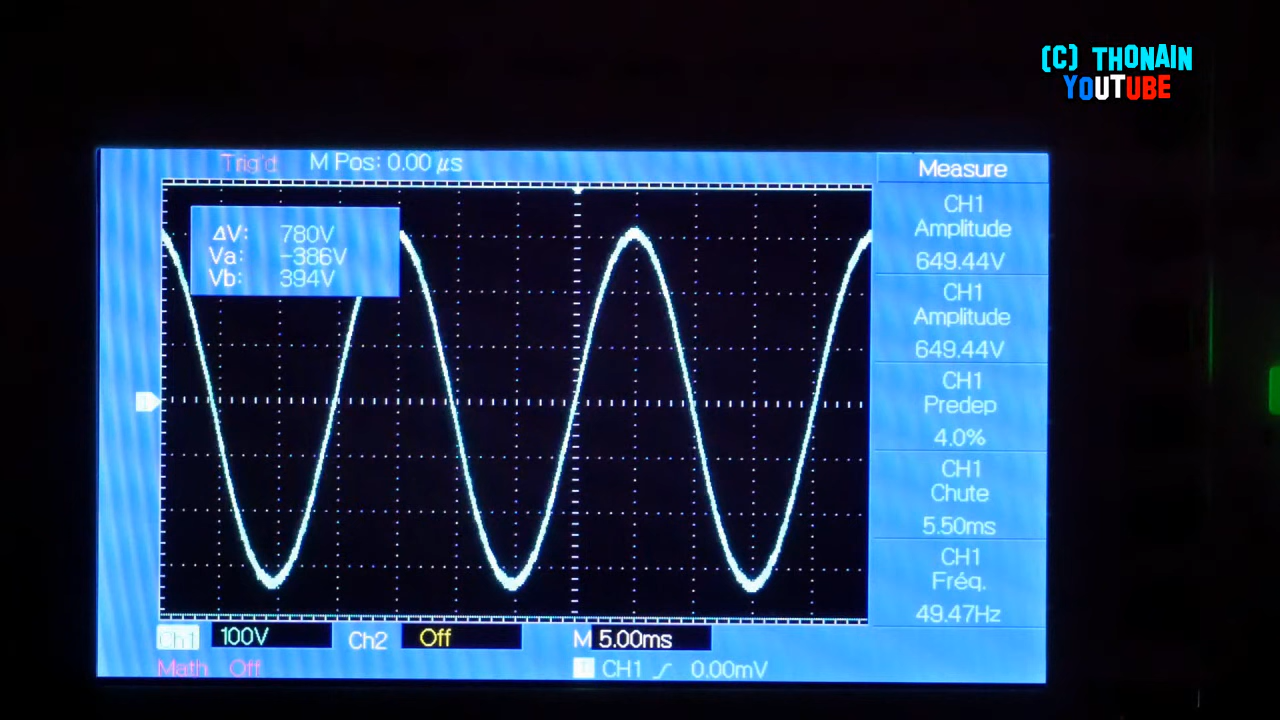 (C) THONAIN
YOUTUBE
Trig'd M Pos: 0.00 µs
Measure
ΔV: 780V
Va: -386V
Vb: 394V
CH1
Amplitude
649.44V
CH1
Amplitude
649.44V
CH1
Predep
4.0%
CH1
Chute
5.50ms
CH1
Fréq.
49.47Hz
1
Ch1 100V Ch2 Off M 5.00ms
Math Off 1 CH1 0.00mV